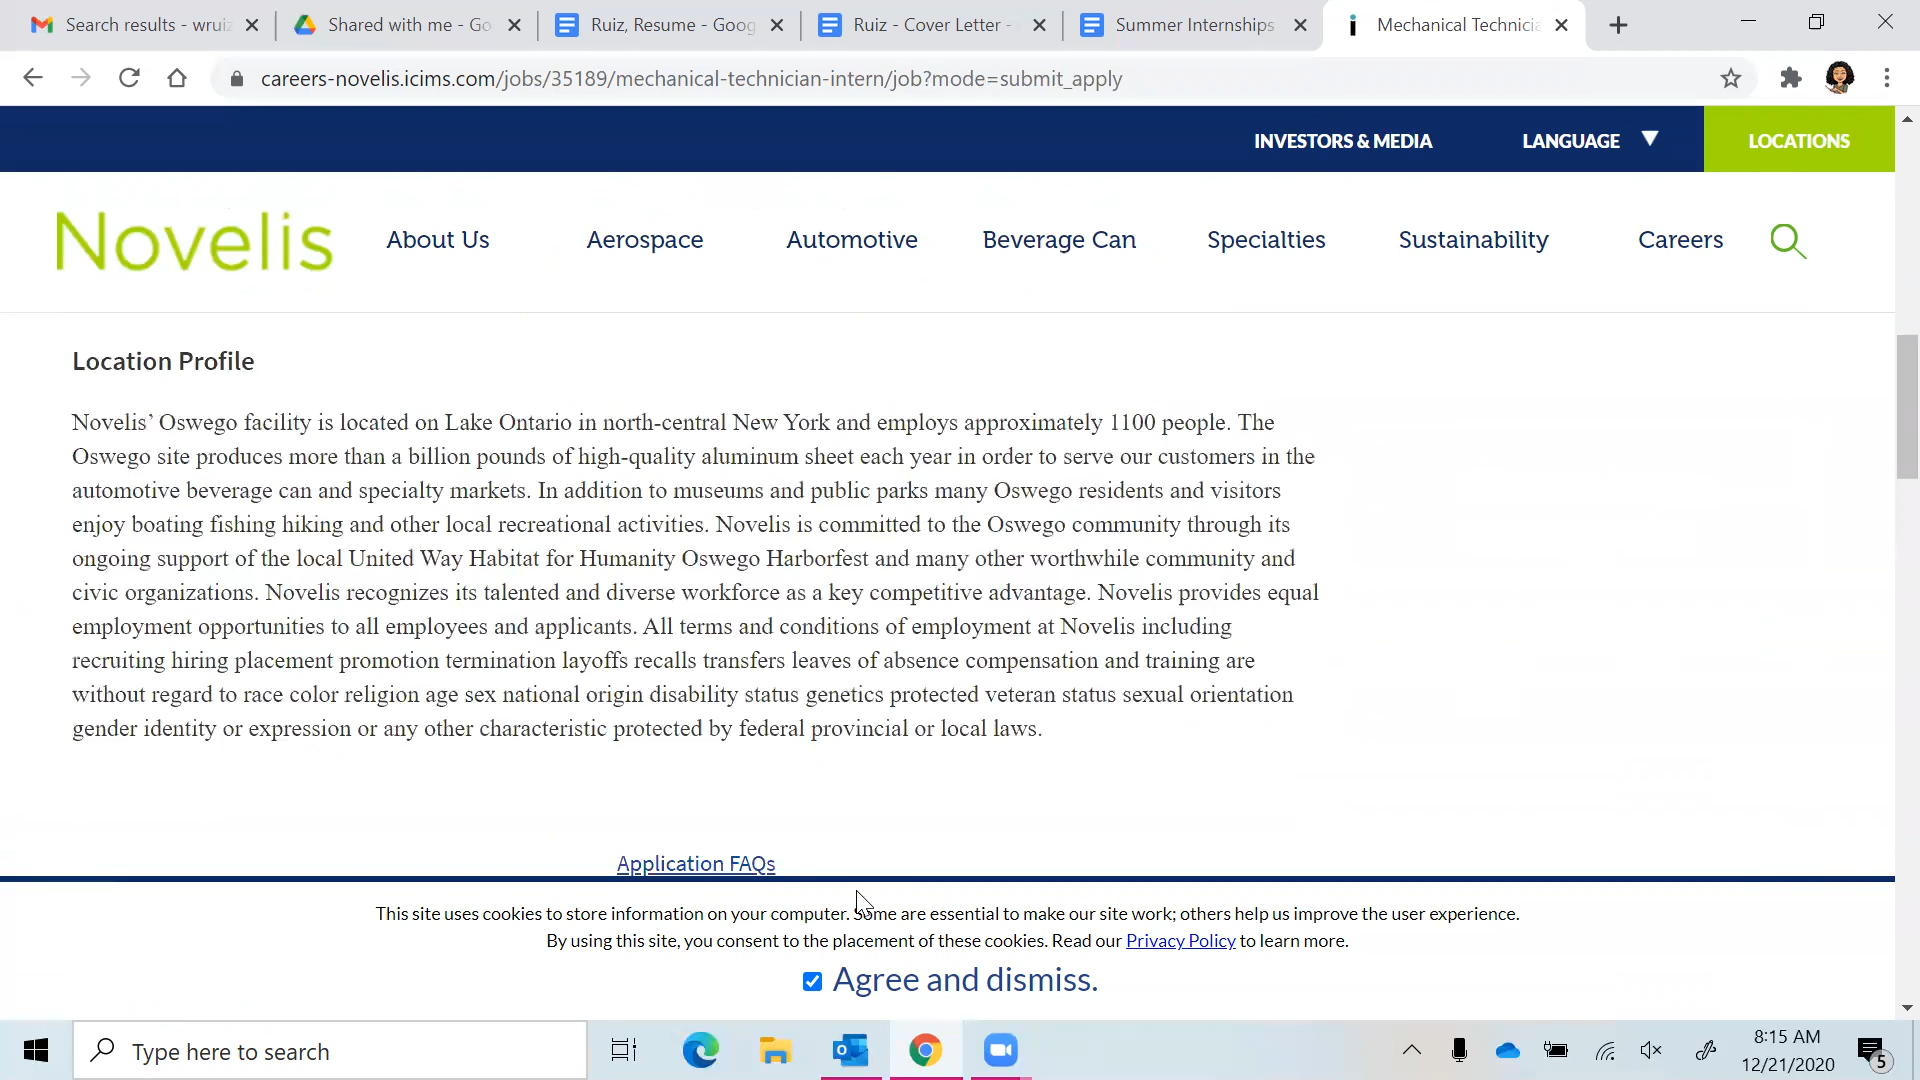 Search results - wruiz
Shared with me - Go
Ruiz, Resume - Goog
Ruiz - Cover Letter -
Summer Internships
Mechanical Technicia
careers-novelis.icims.com/jobs/35189/mechanical-technician-intern/job?mode=submit_apply
INVESTORS & MEDIA
LANGUAGE
LOCATIONS
Novelis
About Us
Aerospace
Automotive
Beverage Can
Specialties
Sustainability
Careers
Location Profile
Novelis’ Oswego facility is located on Lake Ontario in north-central New York and employs approximately 1100 people. The
Oswego site produces more than a billion pounds of high-quality aluminum sheet each year in order to serve our customers in the
automotive beverage can and specialty markets. In addition to museums and public parks many Oswego residents and visitors
enjoy boating fishing hiking and other local recreational activities. Novelis is committed to the Oswego community through its
ongoing support of the local United Way Habitat for Humanity Oswego Harborfest and many other worthwhile community and
civic organizations. Novelis recognizes its talented and diverse workforce as a key competitive advantage. Novelis provides equal
employment opportunities to all employees and applicants. All terms and conditions of employment at Novelis including
recruiting hiring placement promotion termination layoffs recalls transfers leaves of absence compensation and training are
without regard to race color religion age sex national origin disability status genetics protected veteran status sexual orientation
gender identity or expression or any other characteristic protected by federal provincial or local laws.
Application FAQs
This site uses cookies to store information on your computer. Some are essential to make our site work; others help us improve the user experience.
By using this site, you consent to the placement of these cookies. Read our Privacy Policy to learn more.
Agree and dismiss.
Type here to search
8:15 AM
12/21/2020
5